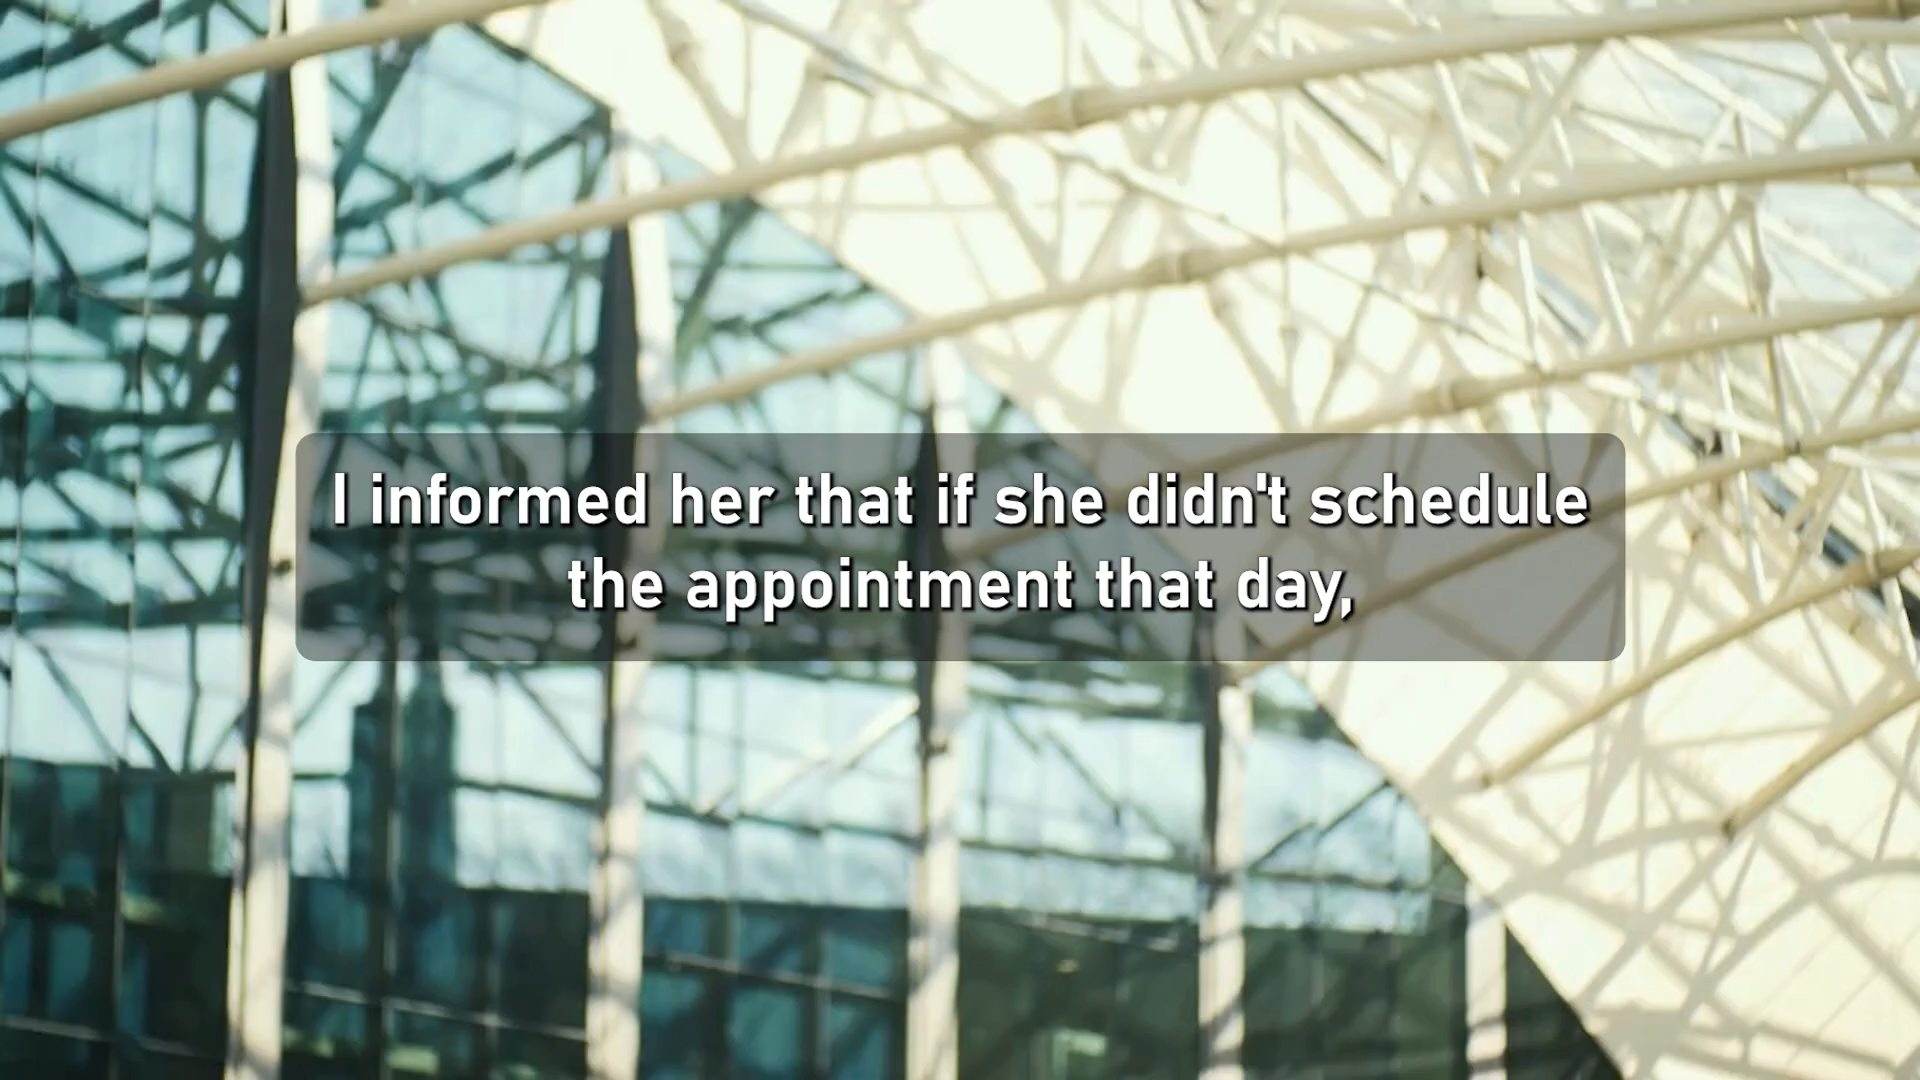 I informed her that if she didn't schedule
the appointment that day,